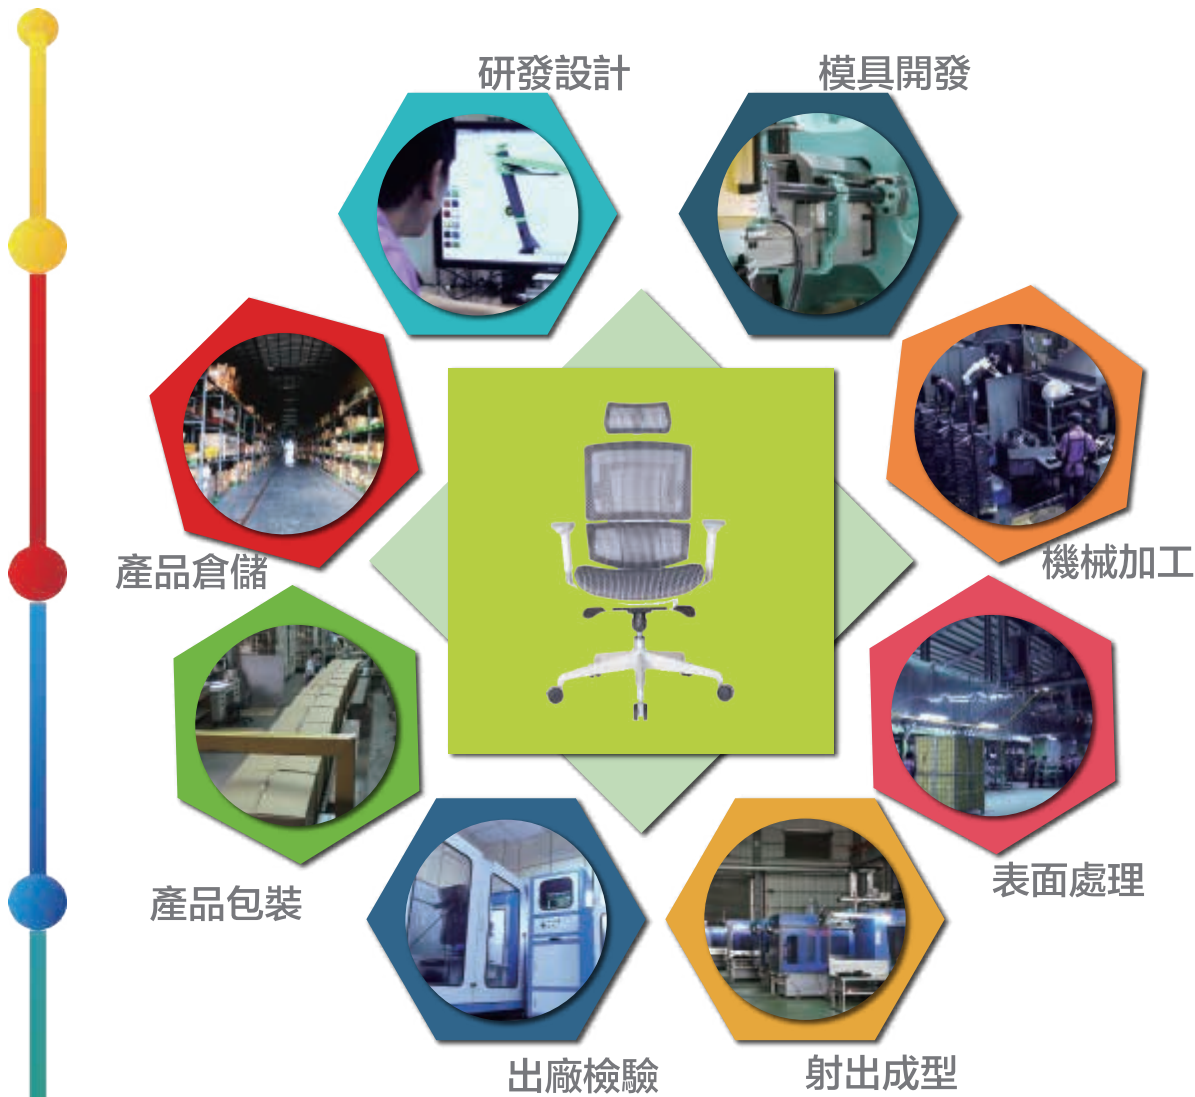 研發設計
模具開發
機械加工
表面處理
射出成型
出廠檢驗
產品包裝
產品倉儲